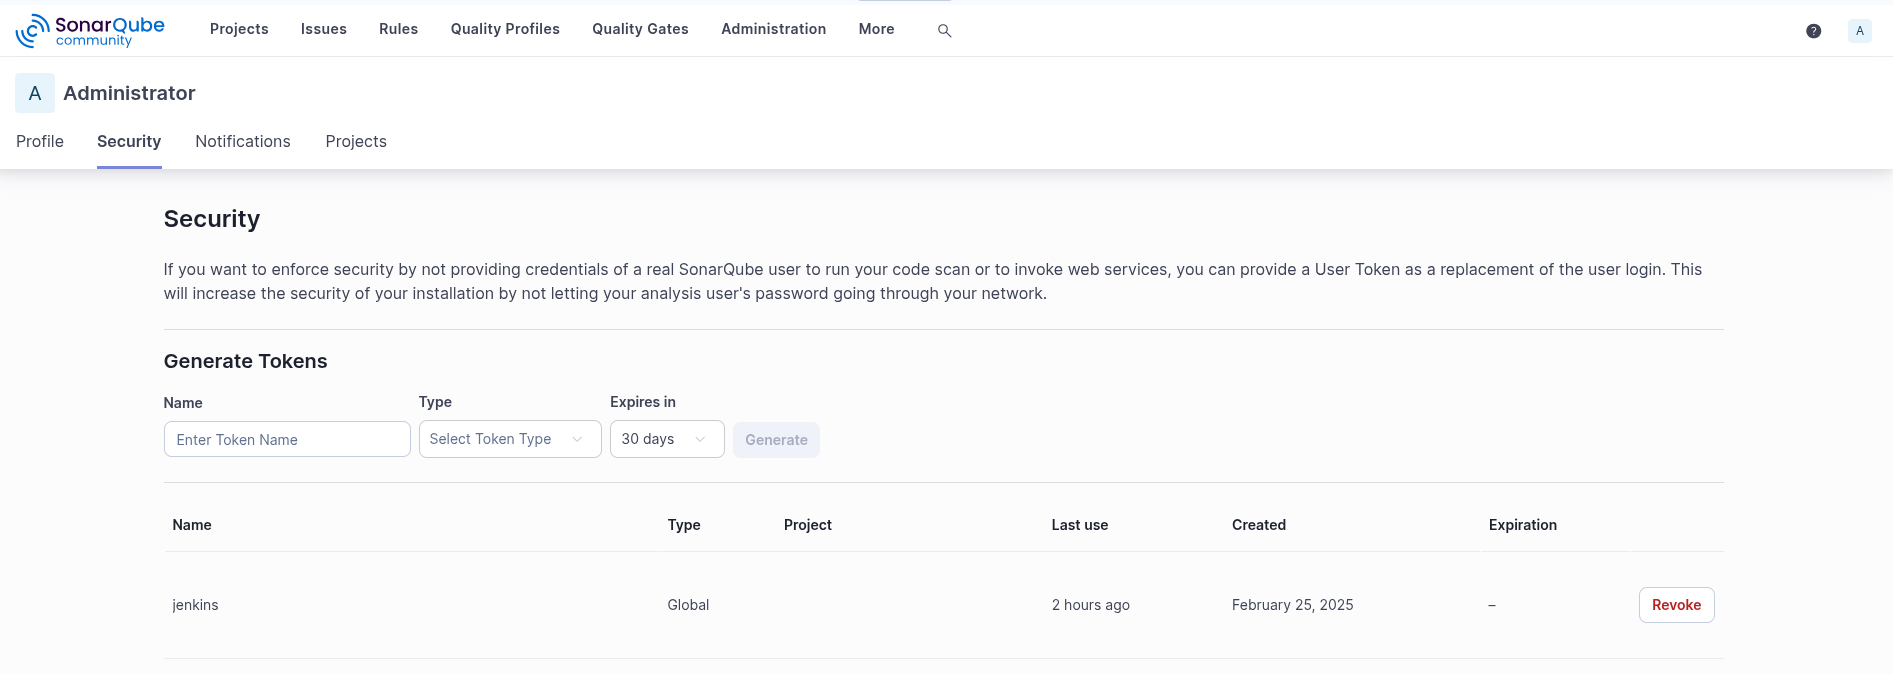 SonarQube community Projects Issues Rules Quality Profiles Quality Gates Administration More ? A
A Administrator
Profile Security Notifications Projects
Security
If you want to enforce security by not providing credentials of a real SonarQube user to run your code scan or to invoke web services, you can provide a User Token as a replacement of the user login. This
will increase the security of your installation by not letting your analysis user's password going through your network.
Generate Tokens
Name Type Expires in
Enter Token Name Select Token Type 30 days Generate
Name Type Project Last use Created Expiration
jenkins Global 2 hours ago February 25, 2025 – Revoke